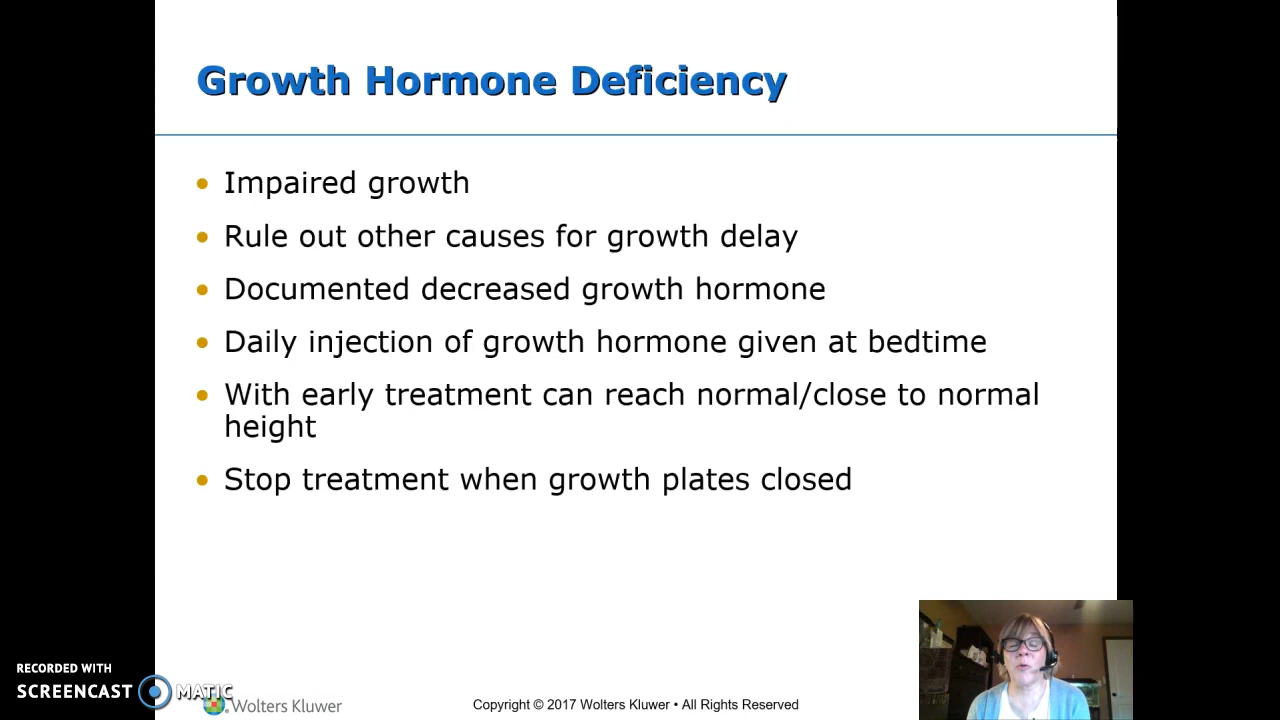 Growth Hormone Deficiency
• Impaired growth
• Rule out other causes for growth delay
• Documented decreased growth hormone
• Daily injection of growth hormone given at bedtime
• With early treatment can reach normal/close to normal
height
• Stop treatment when growth plates closed
RECORDED WITH
SCREENCAST MATIC
Wolters Kluwer
Copyright © 2017 Wolters Kluwer • All Rights Reserved